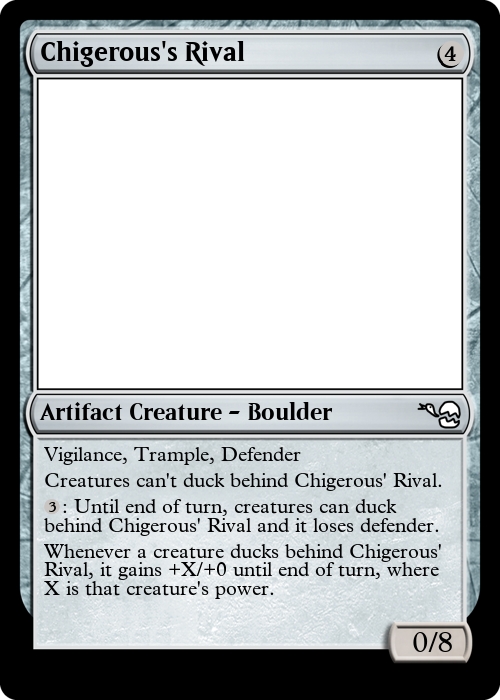 Chigerous's Rival
4
Artifact Creature - Boulder
Vigilance, Trample, Defender
Creatures can't duck behind Chigerous' Rival.
3: Until end of turn, creatures can duck
behind Chigerous' Rival and it loses defender.
Whenever a creature ducks behind Chigerous'
Rival, it gains +X/+0 until end of turn, where
X is that creature's power.
0/8